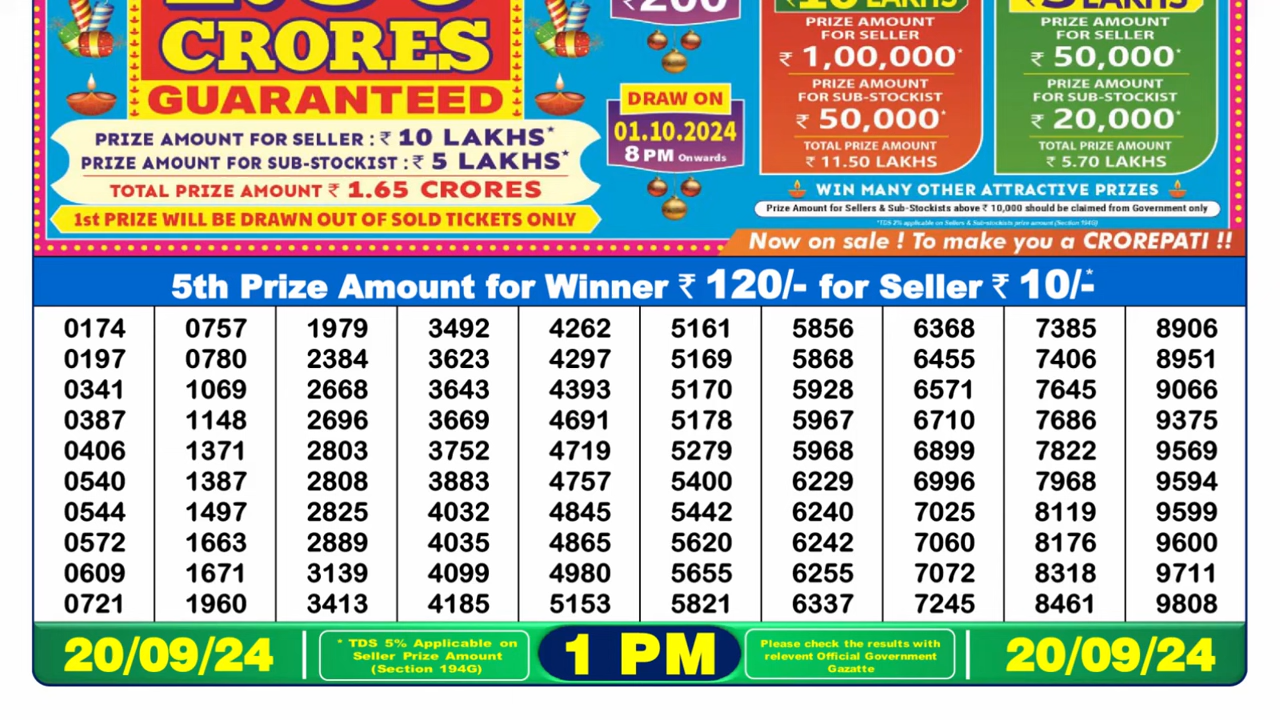 CRORES
GUARANTEED
PRIZE AMOUNT FOR SELLER : ₹ 10 LAKHS*
PRIZE AMOUNT FOR SUB-STOCKIST : ₹ 5 LAKHS*
TOTAL PRIZE AMOUNT ₹ 1.65 CRORES
1st PRIZE WILL BE DRAWN OUT OF SOLD TICKETS ONLY
₹200
DRAW ON
01.10.2024
8 PM Onwards
₹10 LAKHS
PRIZE AMOUNT
FOR SELLER
₹ 1,00,000*
PRIZE AMOUNT
FOR SUB-STOCKIST
₹ 50,000*
TOTAL PRIZE AMOUNT
₹ 11.50 LAKHS
₹5 LAKHS
PRIZE AMOUNT
FOR SELLER
₹ 50,000*
PRIZE AMOUNT
FOR SUB-STOCKIST
₹ 20,000*
TOTAL PRIZE AMOUNT
₹ 5.70 LAKHS
WIN MANY OTHER ATTRACTIVE PRIZES
Prize Amount for Sellers & Sub-Stockists above ₹ 10,000 should be claimed from Government only
Now on sale ! To make you a CROREPATI !!
5th Prize Amount for Winner ₹ 120/- for Seller ₹ 10/-*
0174 0757 1979 3492 4262 5161 5856 6368 7385 8906
0197 0780 2384 3623 4297 5169 5868 6455 7406 8951
0341 1069 2668 3643 4393 5170 5928 6571 7645 9066
0387 1148 2696 3669 4691 5178 5967 6710 7686 9375
0406 1371 2803 3752 4719 5279 5968 6899 7822 9569
0540 1387 2808 3883 4757 5400 6229 6996 7968 9594
0544 1497 2825 4032 4845 5442 6240 7025 8119 9599
0572 1663 2889 4035 4865 5620 6242 7060 8176 9600
0609 1671 3139 4099 4980 5655 6255 7072 8318 9711
0721 1960 3413 4185 5153 5821 6337 7245 8461 9808
20/09/24
* TDS 5% Applicable on
Seller Prize Amount
(Section 194G)
1 PM
Please check the results with
relevent Official Government
Gazatte
20/09/24